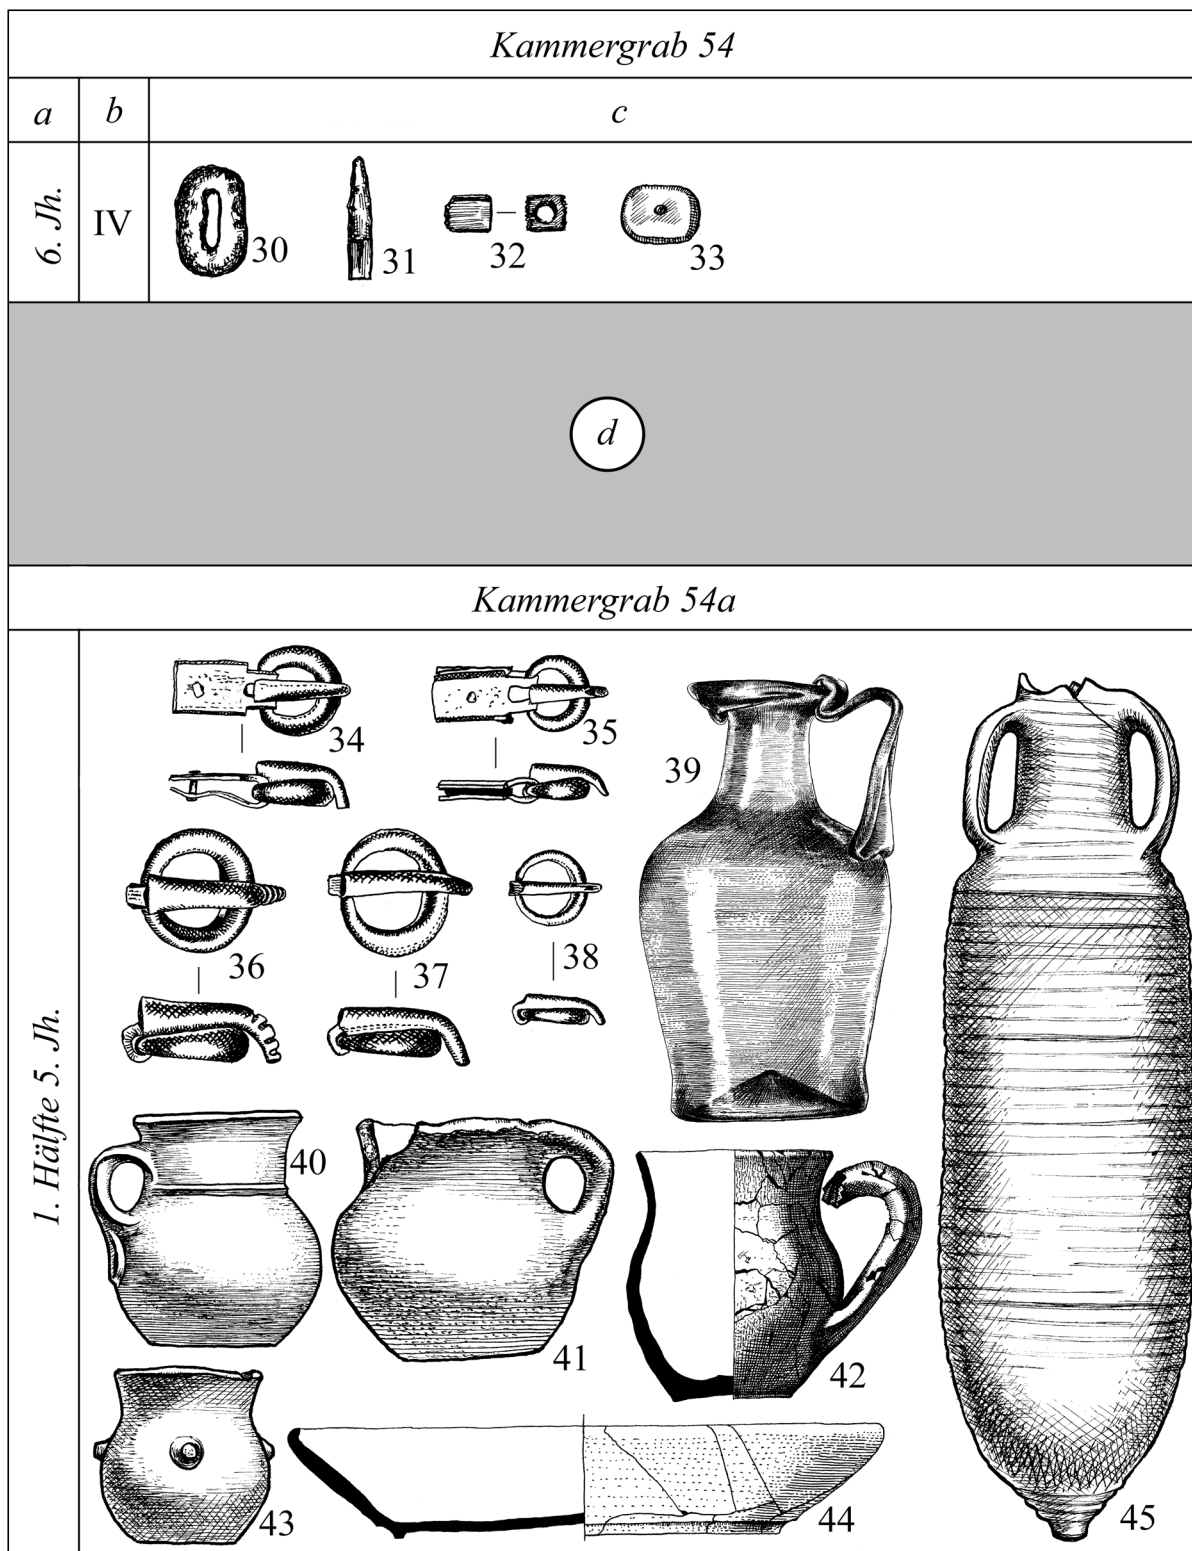 Kammergrab 54
a b c
6. Jh. IV 30 31 32 33
d
Kammergrab 54a
1. Hälfte 5. Jh.
34 35 39
36 37 38
40 41 42
43 44 45